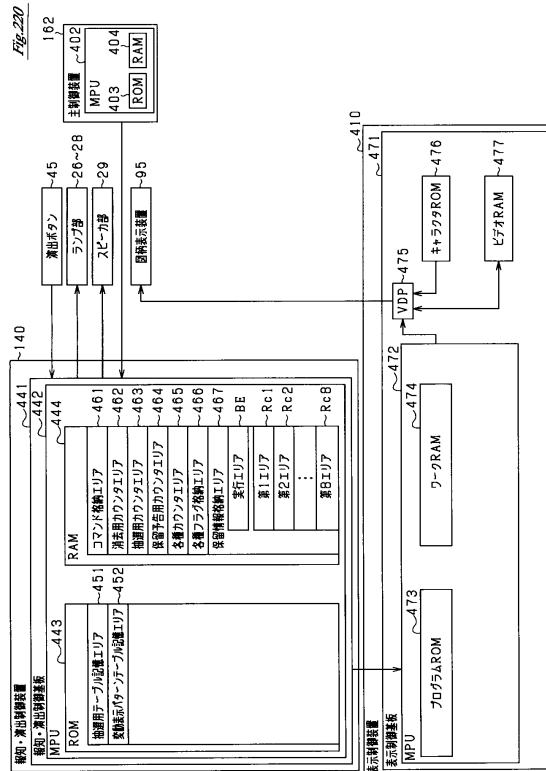 Fig.220
162
主制御装置
402
MPU
403
404
ROM
RAM
45
演出ボタン
26~28
ランプ部
29
スピーカ部
95
図柄表示装置
140
441
報知・演出制御装置
442
報知・演出制御基板
444
MPU
443
ROM
451
抽選用テーブル記憶エリア
452
変動表示パターンテーブル記憶エリア
RAM
コマンド格納エリア
461
消去用カウンタエリア
462
抽選用カウンタエリア
463
保留予告用カウンタエリア
464
各種カウンタエリア
465
各種フラグ格納エリア
466
保留情報格納エリア
467
実行エリア
BE
第1エリア
Rc1
第2エリア
Rc2
:
第8エリア
Rc8
410
表示制御装置
471
表示制御基板
472
MPU
473
プログラムROM
474
ワークRAM
475
VDP
476
キャラクタROM
477
ビデオRAM